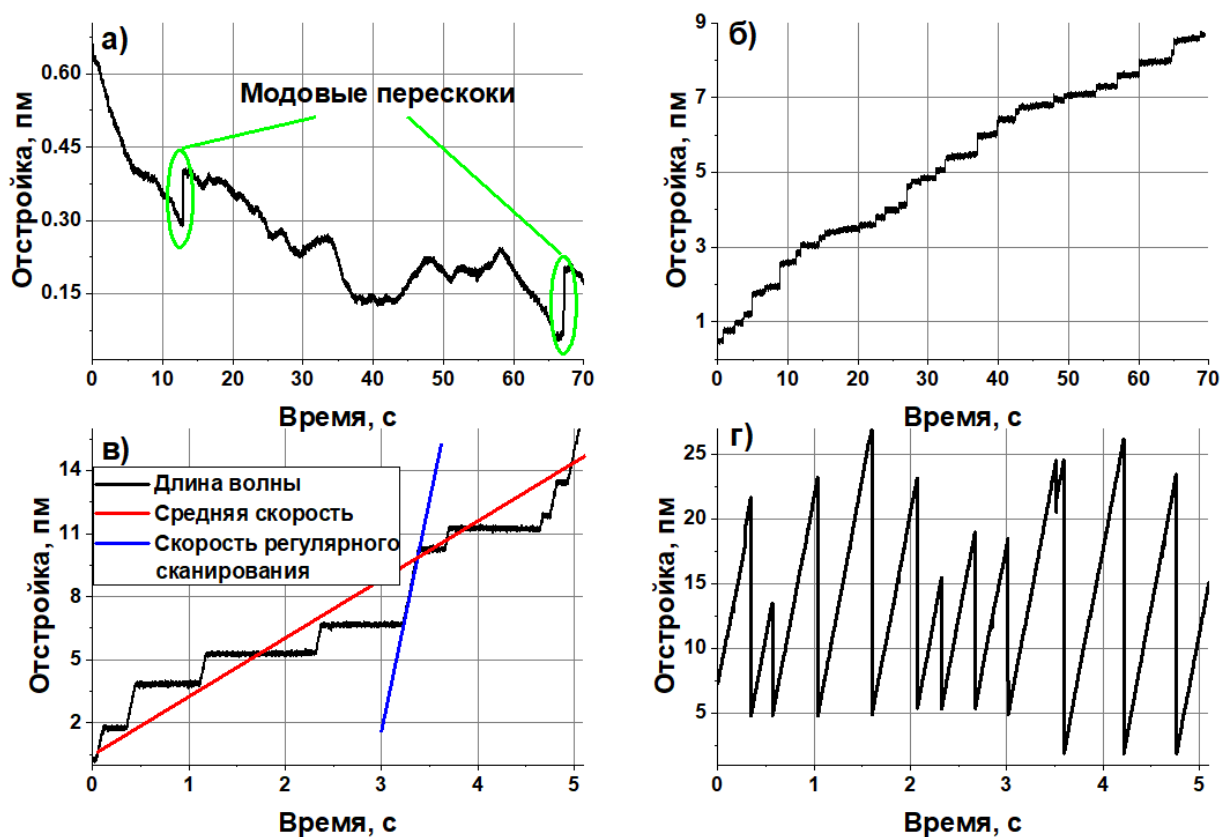 а)
Модовые перескоки
Отстройка, пм
0.60
0.45
0.30
0.15
0 10 20 30 40 50 60 70
Время, с
б)
Отстройка, пм
9
7
5
3
1
0 10 20 30 40 50 60 70
Время, с
в)
Длина волны
Средняя скорость
Скорость регулярного
сканирования
Отстройка, пм
14
11
8
5
2
0 1 2 3 4 5
Время, с
г)
Отстройка, пм
25
20
15
10
5
0 1 2 3 4 5
Время, с